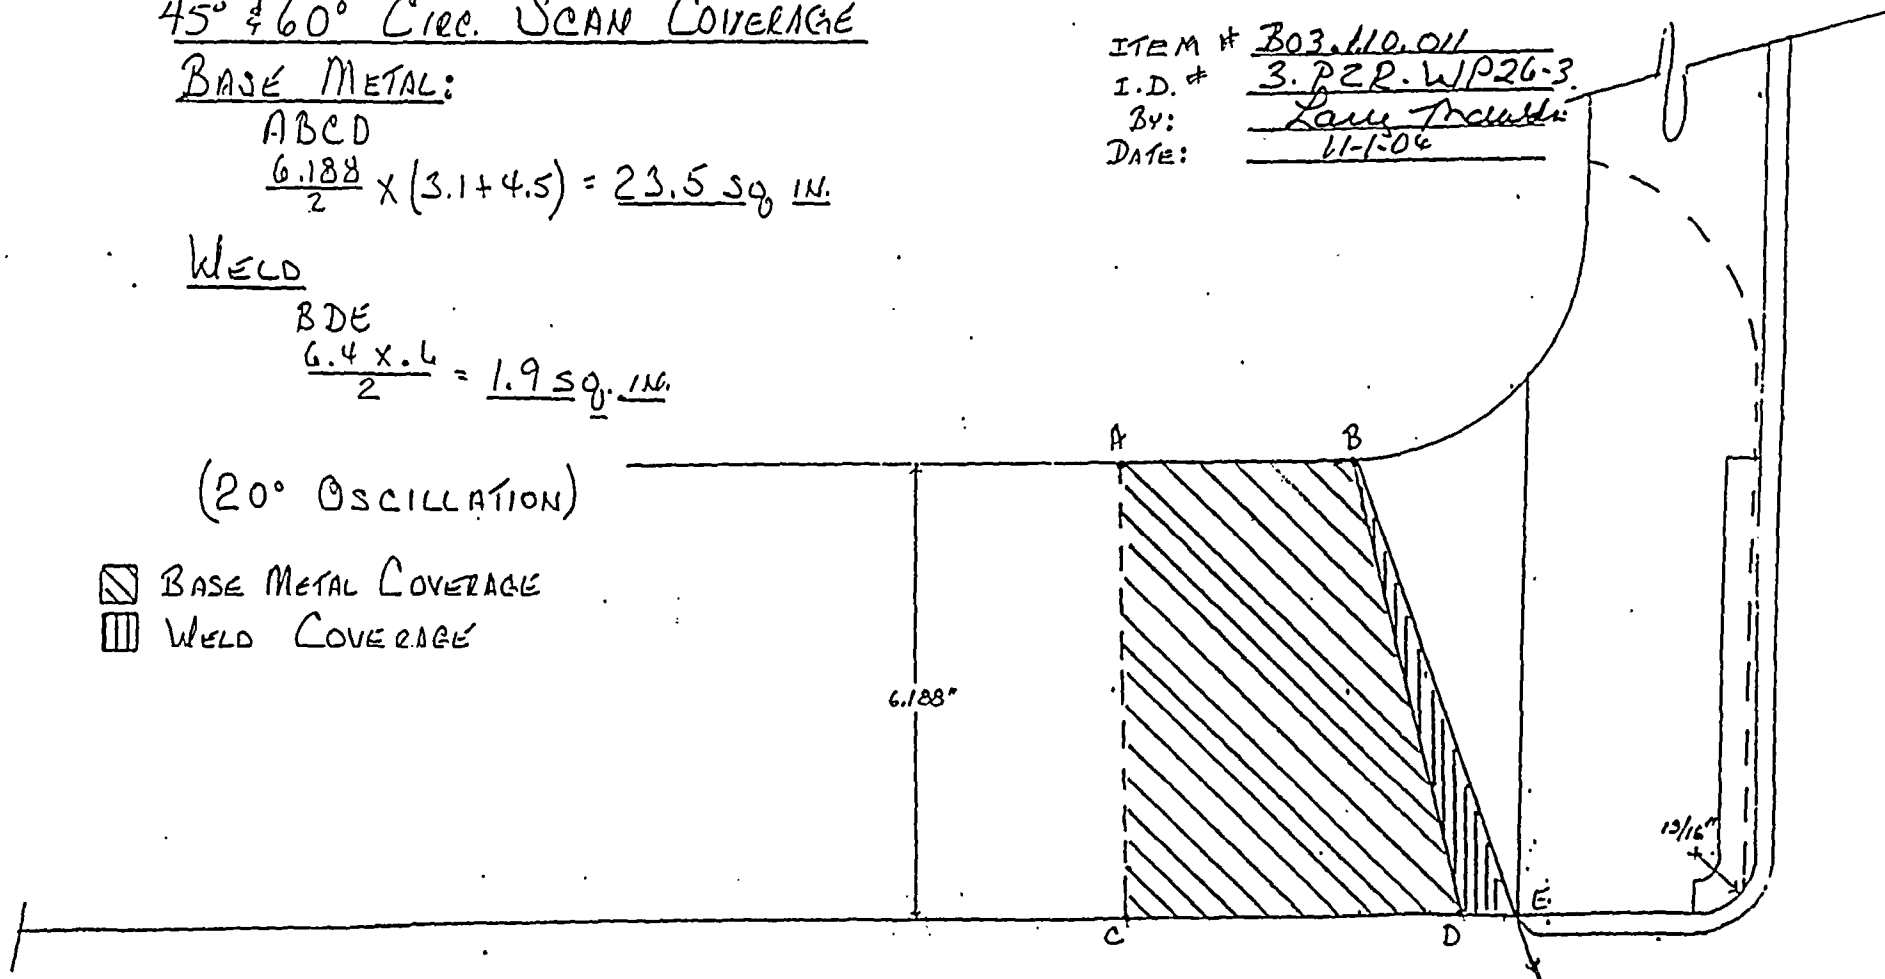 45° & 60° CIRC. SCAN COVERAGE
BASE METAL:
ABCD
6.188
2
× (3.1 + 4.5) = 23.5 SQ IN.
WELD
BDE
6.4 × .6
2
= 1.9 SQ. IN.
(20° OSCILLATION)
BASE METAL COVERAGE
WELD COVERAGE
ITEM # B03.110.011
I.D. # 3.PZR.WP26-3
BY: Larry
DATE: 11-1-04
A
B
6.188"
13/16"
C
D
E